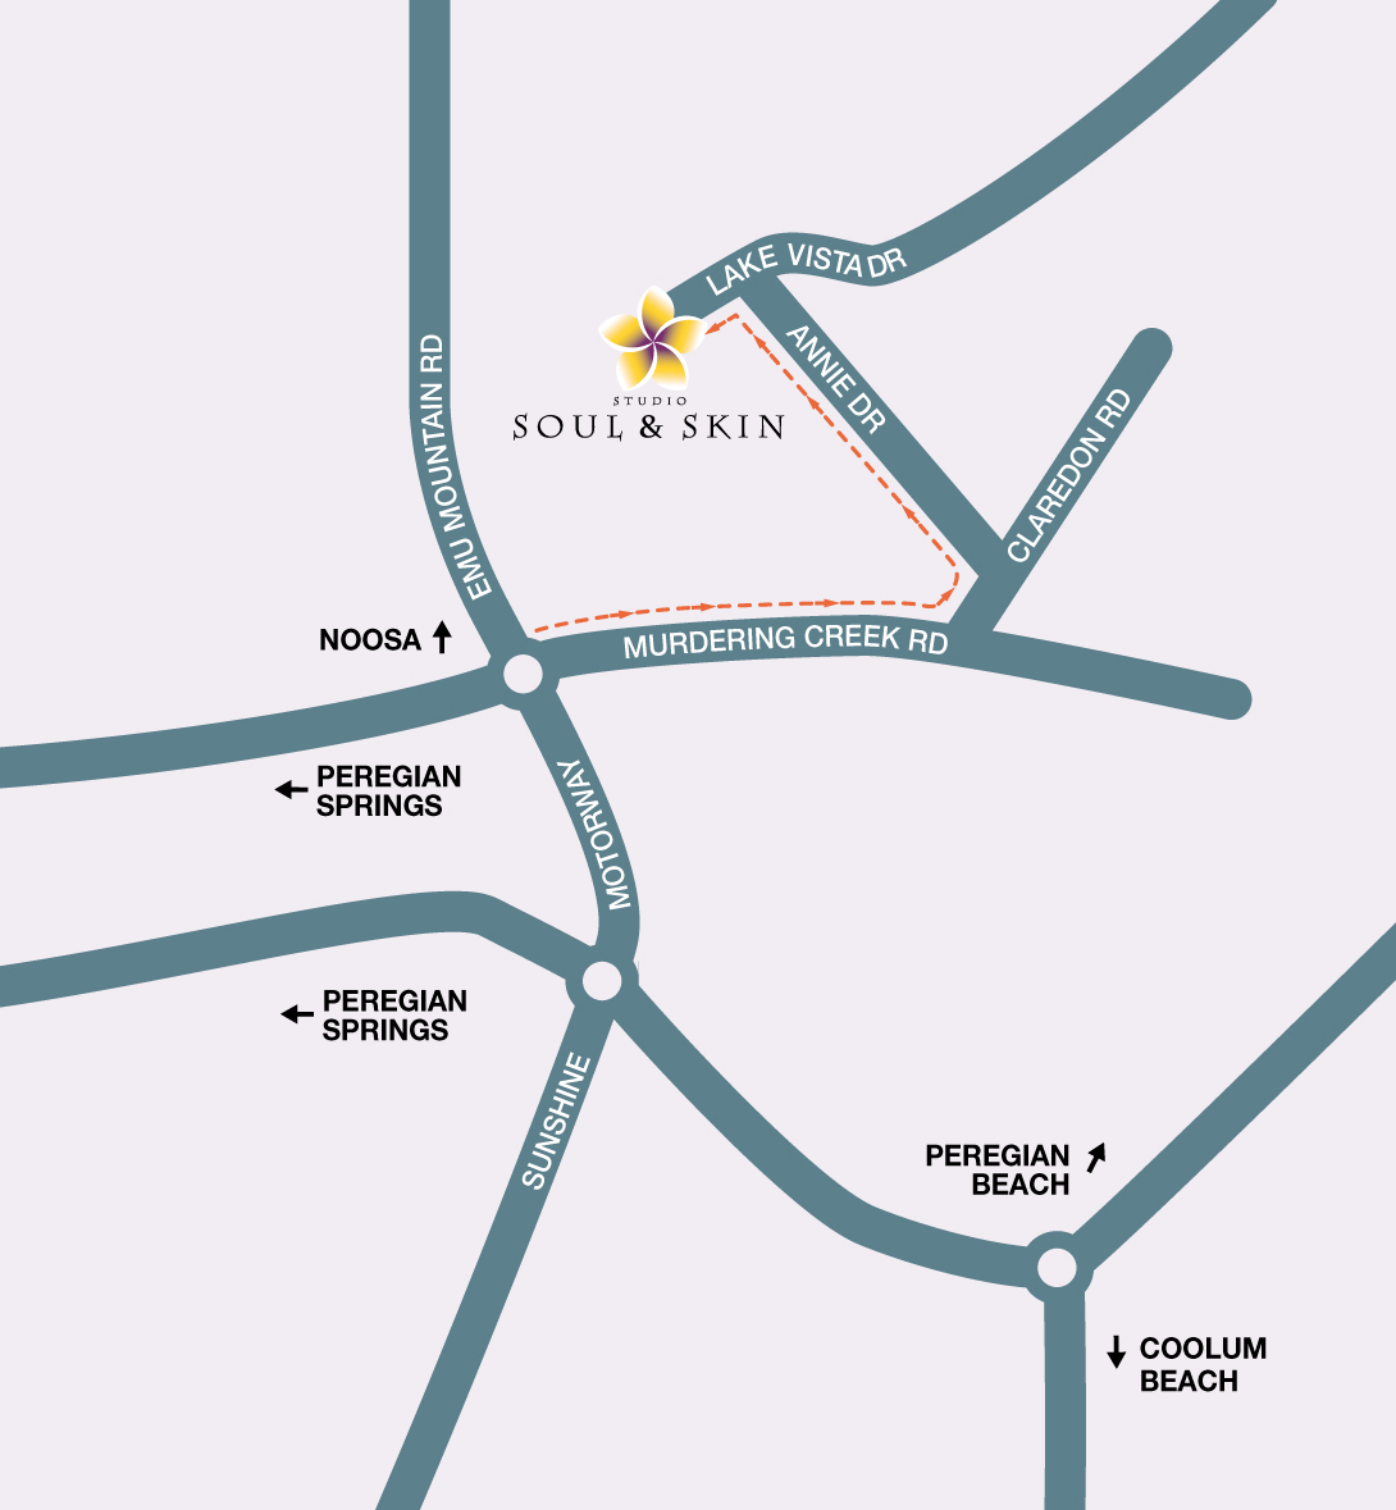 LAKE VISTA DR
ANNIE DR
CLAREDON RD
STUDIO
SOUL & SKIN
EMU MOUNTAIN RD
NOOSA
MURDERING CREEK RD
PEREGIAN
SPRINGS
MOTORWAY
PEREGIAN
SPRINGS
SUNSHINE
PEREGIAN
BEACH
COOLUM
BEACH